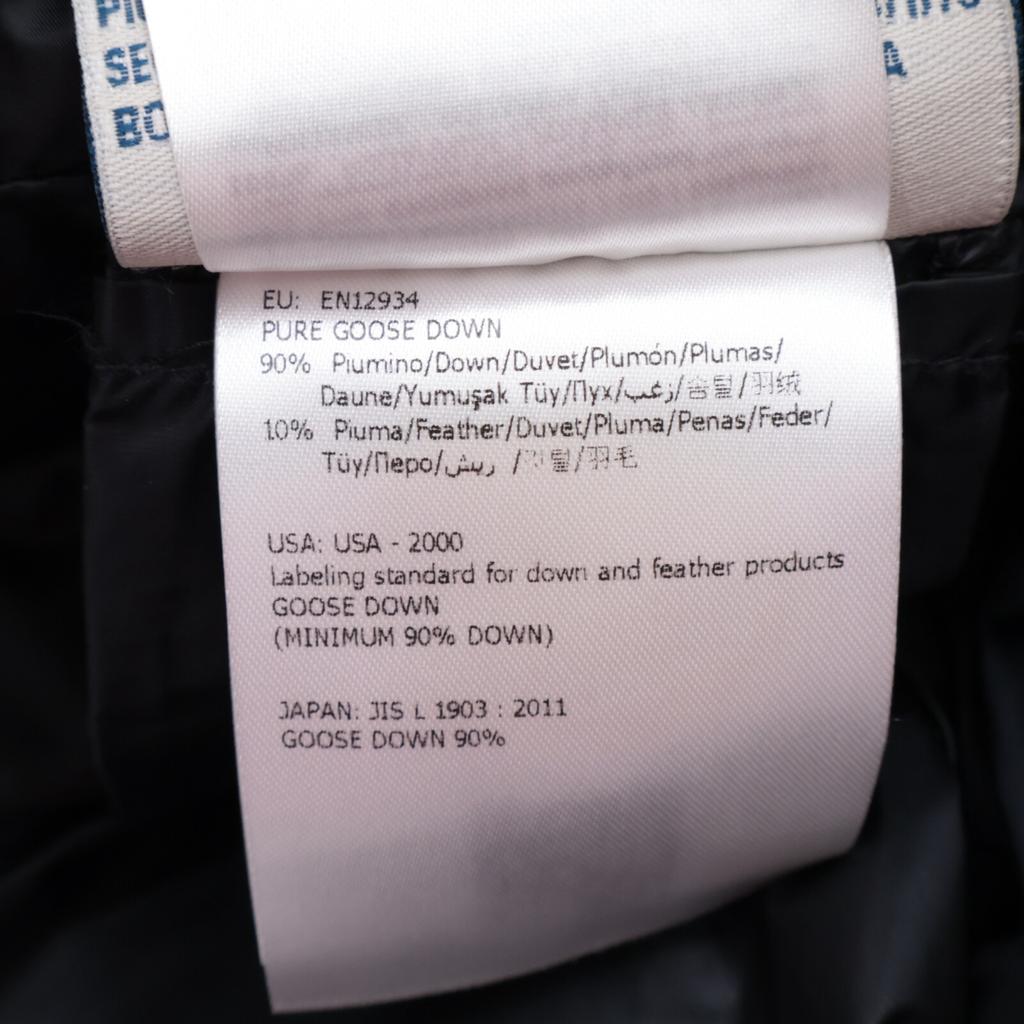 SE
BO
A
EU: EN12934
PURE GOOSE DOWN
90% Piumino/Down/Duvet/Plumón/Plumas/
Daune/Yumuşak Tüy/Пух/زغب/솜털/羽绒
10% Piuma/Feather/Duvet/Pluma/Penas/Feder/
Tüy/Перо/ريش /깃털/羽毛
USA: USA - 2000
Labeling standard for down and feather products
GOOSE DOWN
(MINIMUM 90% DOWN)
JAPAN: JIS L 1903 : 2011
GOOSE DOWN 90%